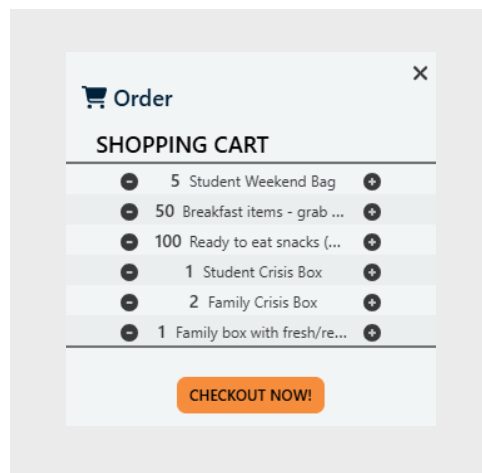 Order
SHOPPING CART
5 Student Weekend Bag
50 Breakfast items - grab ...
100 Ready to eat snacks (...
1 Student Crisis Box
2 Family Crisis Box
1 Family box with fresh/re...
CHECKOUT NOW!